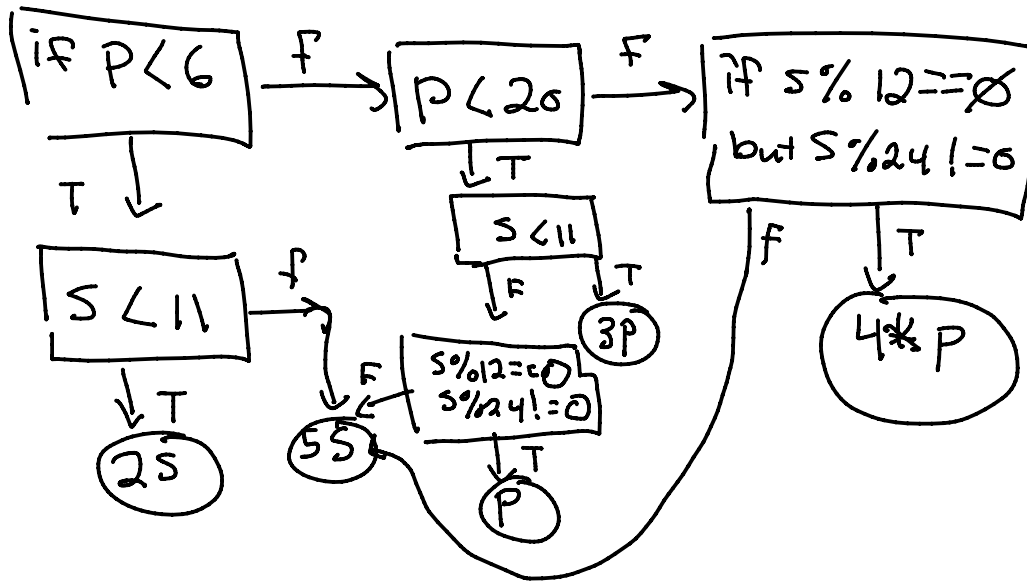 if P < 6
F
P < 20
F
if S % 12 == 0
but S % 24 != 0
T
T
F
T
S < 11
F
S < 11
F
T
2S
T
5S
F
S%12==0
S%24!=0
T
P
3P
4* P